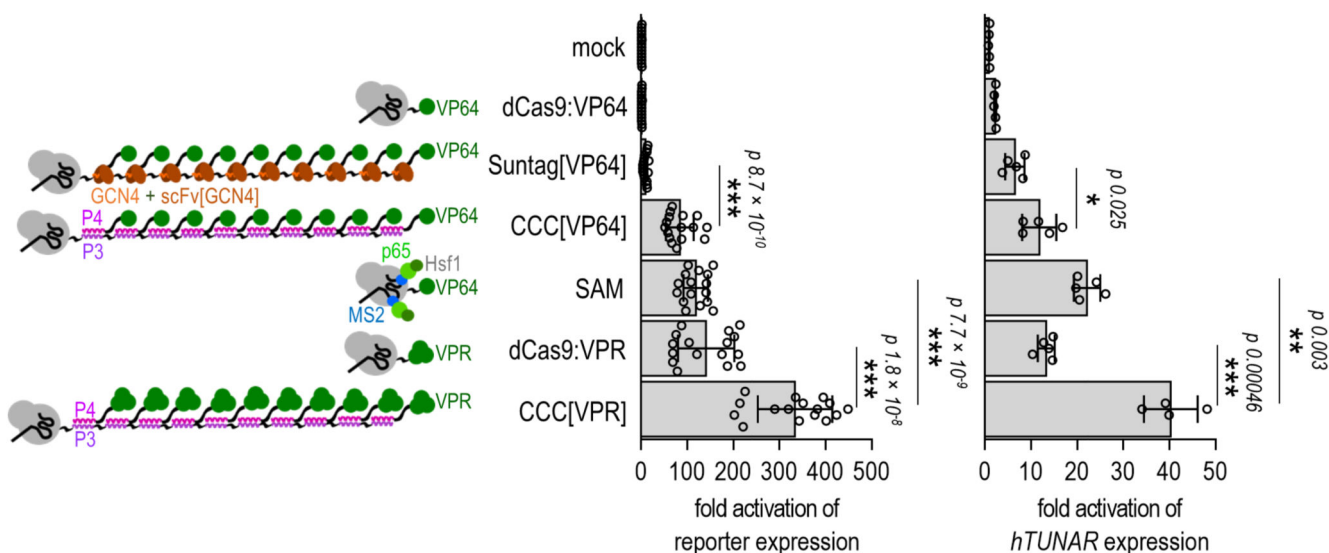 mock
VP64
dCas9:VP64
VP64
Suntag[VP64]
GCN4 + scFv[GCN4]
P4
P3
VP64
CCC[VP64]
p65
Hsf1
VP64
MS2
SAM
VPR
dCas9:VPR
P4
P3
VPR
CCC[VPR]
p 8.7 × 10-10
***
p 1.8 × 10-8
***
p 7.7 × 10-9
***
0 100 200 300 400 500
fold activation of
reporter expression
p 0.025
*
p 0.00046
***
p 0.003
**
0 10 20 30 40 50
fold activation of
hTUNAR expression